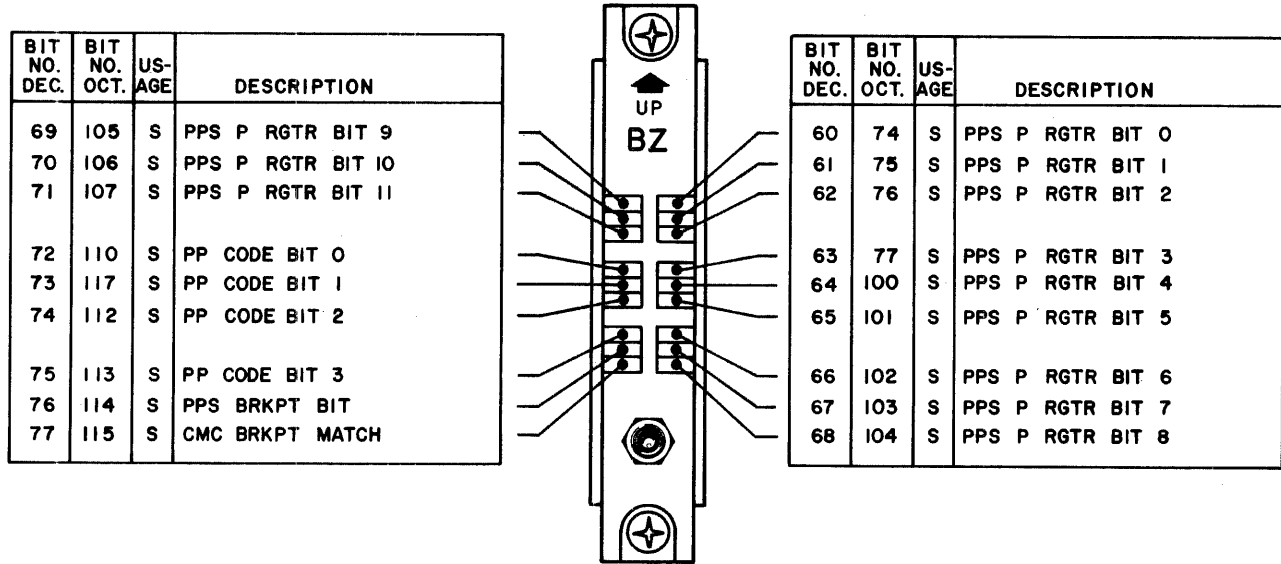 BIT NO. DEC. BIT NO. OCT. US-AGE DESCRIPTION
69 105 S PPS P RGTR BIT 9
70 106 S PPS P RGTR BIT 10
71 107 S PPS P RGTR BIT 11
72 110 S PP CODE BIT 0
73 117 S PP CODE BIT 1
74 112 S PP CODE BIT 2
75 113 S PP CODE BIT 3
76 114 S PPS BRKPT BIT
77 115 S CMC BRKPT MATCH
UP
BZ
BIT NO. DEC. BIT NO. OCT. US-AGE DESCRIPTION
60 74 S PPS P RGTR BIT 0
61 75 S PPS P RGTR BIT 1
62 76 S PPS P RGTR BIT 2
63 77 S PPS P RGTR BIT 3
64 100 S PPS P RGTR BIT 4
65 101 S PPS P RGTR BIT 5
66 102 S PPS P RGTR BIT 6
67 103 S PPS P RGTR BIT 7
68 104 S PPS P RGTR BIT 8